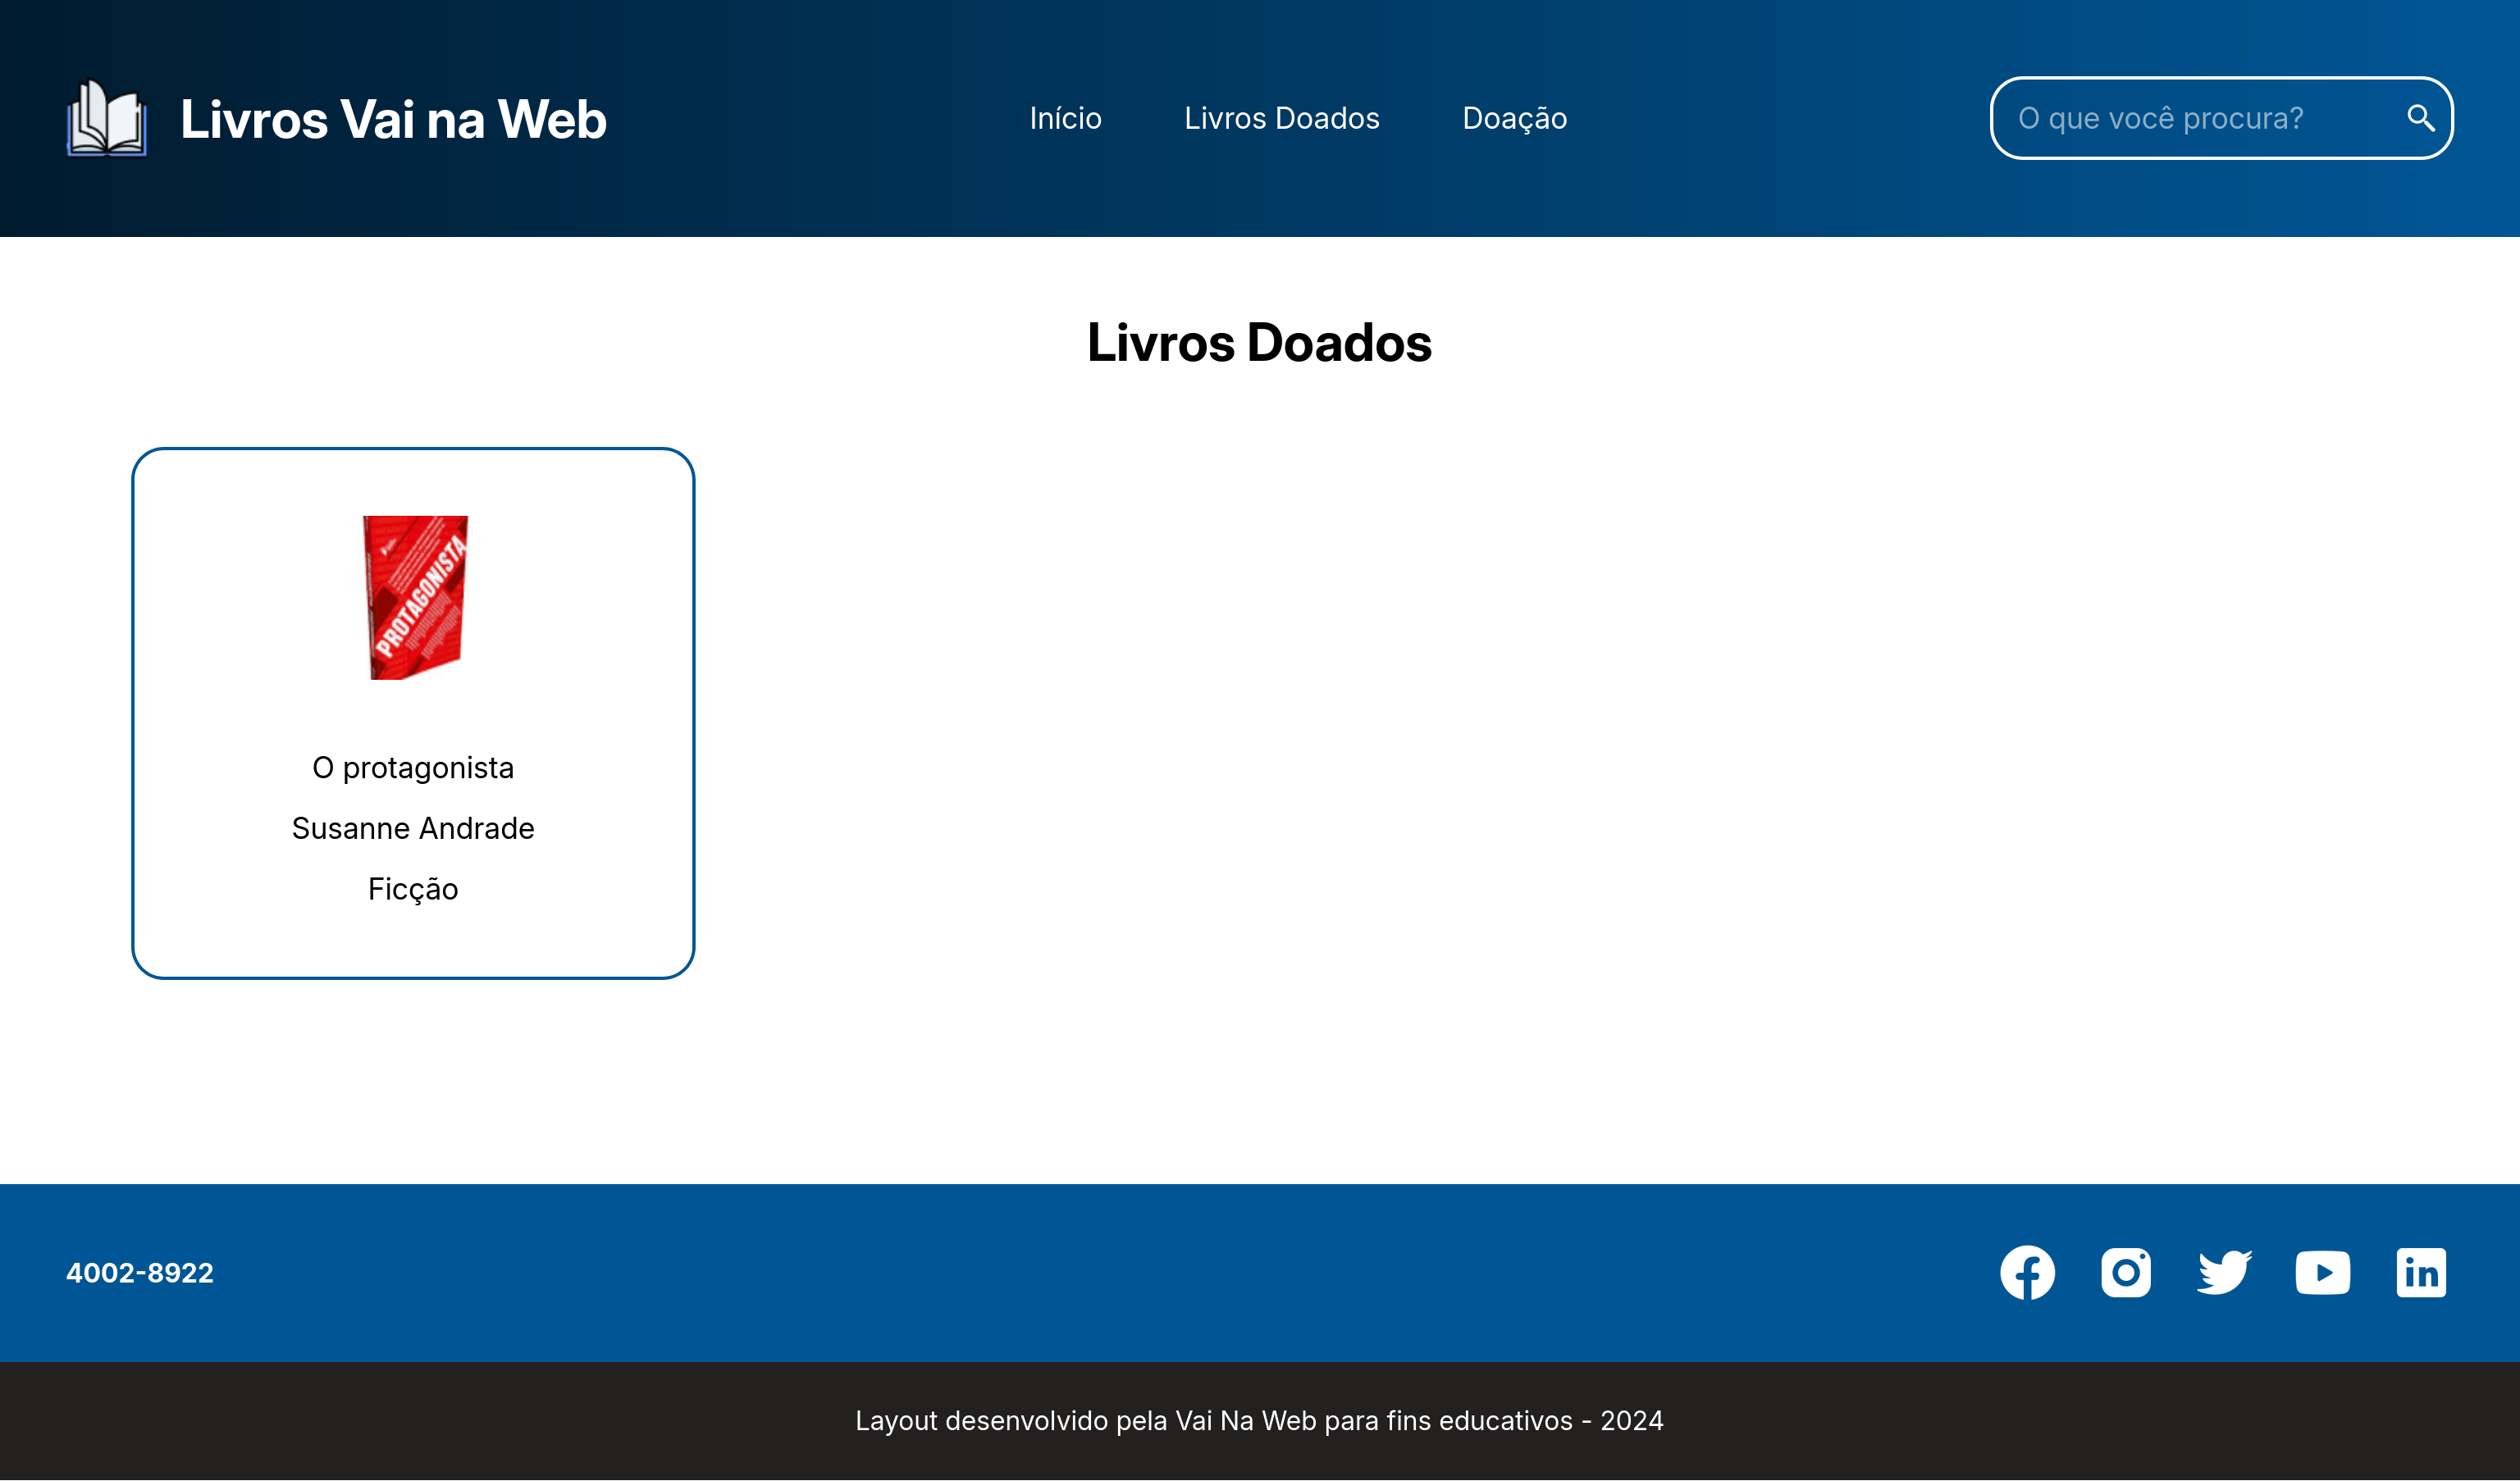 Livros Vai na Web
Início
Livros Doados
Doação
O que você procura?
Livros Doados
PROTAGONISTA
O protagonista
Susanne Andrade
Ficção
4002-8922
Layout desenvolvido pela Vai Na Web para fins educativos - 2024